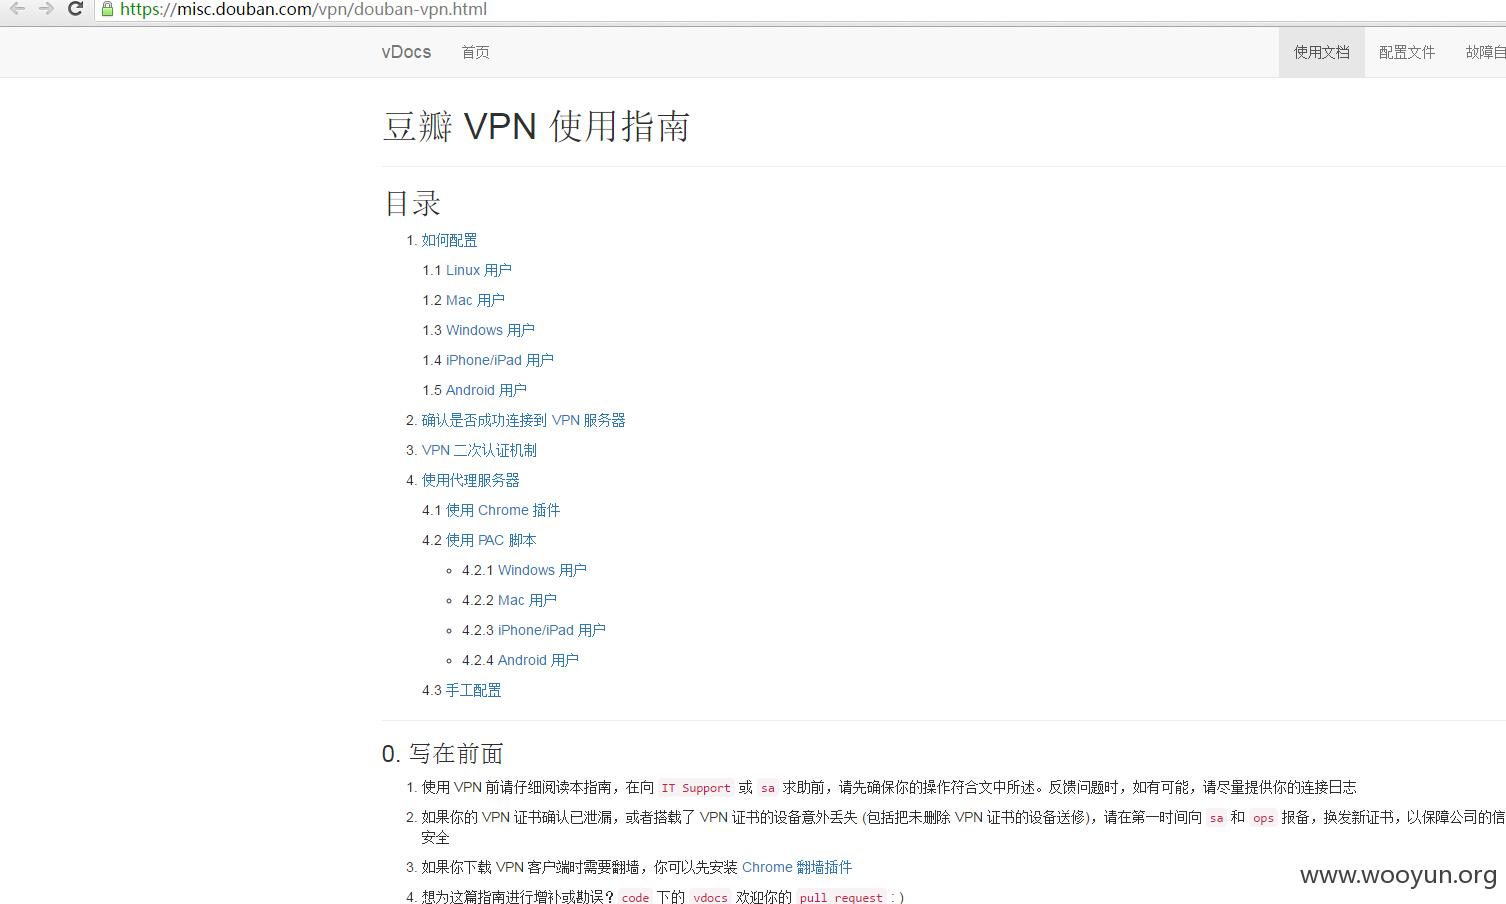 https://misc.douban.com/vpn/douban-vpn.html
vDocs 首页 使用文档 配置文件 故障自
豆瓣 VPN 使用指南
目录
1. 如何配置
1.1 Linux 用户
1.2 Mac 用户
1.3 Windows 用户
1.4 iPhone/iPad 用户
1.5 Android 用户
2. 确认是否成功连接到 VPN 服务器
3. VPN 二次认证机制
4. 使用代理服务器
4.1 使用 Chrome 插件
4.2 使用 PAC 脚本
4.2.1 Windows 用户
4.2.2 Mac 用户
4.2.3 iPhone/iPad 用户
4.2.4 Android 用户
4.3 手工配置
0. 写在前面
1. 使用 VPN 前请仔细阅读本指南，在向 IT Support 或 sa 求助前，请先确保你的操作符合文中所述。反馈问题时，如有可能，请尽量提供你的连接日志
2. 如果你的 VPN 证书确认已泄漏，或者搭载了 VPN 证书的设备意外丢失 (包括把未删除 VPN 证书的设备送修)，请在第一时间向 sa 和 ops 报备，换发新证书，以保障公司的信
安全
3. 如果你下载 VPN 客户端时需要翻墙，你可以先安装 Chrome 翻墙插件
4. 想为这篇指南进行增补或勘误？ code 下的 vdocs 欢迎你的 pull request : )
www.wooyun.org